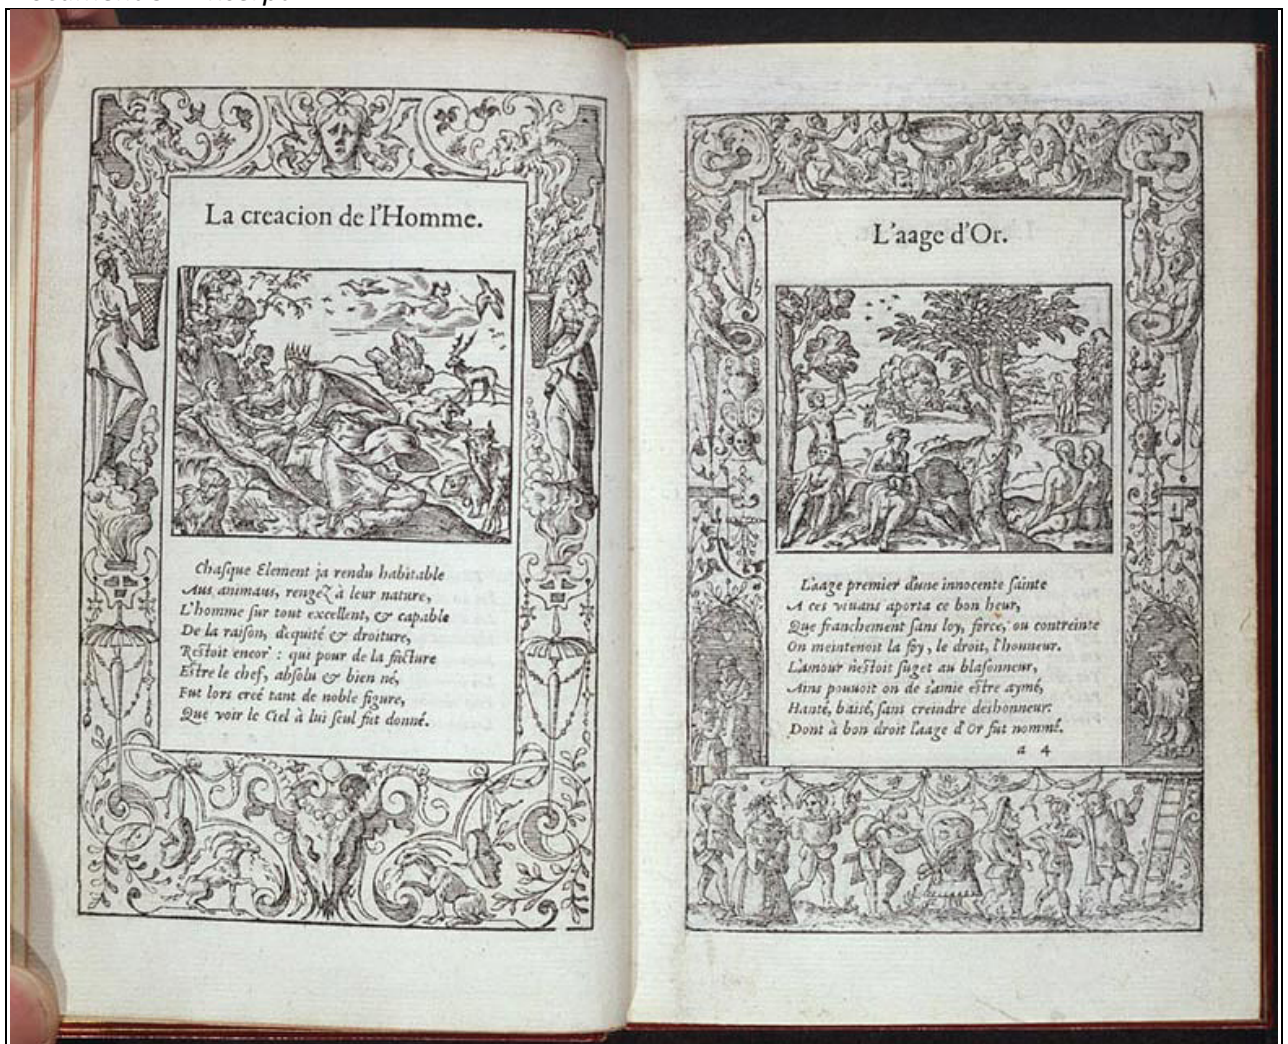 La creacion de l'Homme.
Chasque Element ja rendu habitable
Aus animaus, rengez à leur nature,
L'homme sur tout excellent, & capable
De la raison, d'equité & droiture,
Restoit encor : qui pour de la facture
Estre le chef, absolu & bien né,
Fut lors creé tant de noble figure,
Que voir le Ciel à lui seul fut donné.
L'aage d'Or.
L'aage premier d'une innocente sainte
A ces viuans aporta ce bon heur,
Que franchement sans loy, force, ou contreinte
On meintenoit la foy, le droit, l'honneur.
L'amour n'estoit suget au blasonneur,
Ains pouuoit on de s'amie estre aymé,
Hanté, baisé, sans creindre deshonneur:
Dont à bon droit l'aage d'Or fut nommé.
a 4